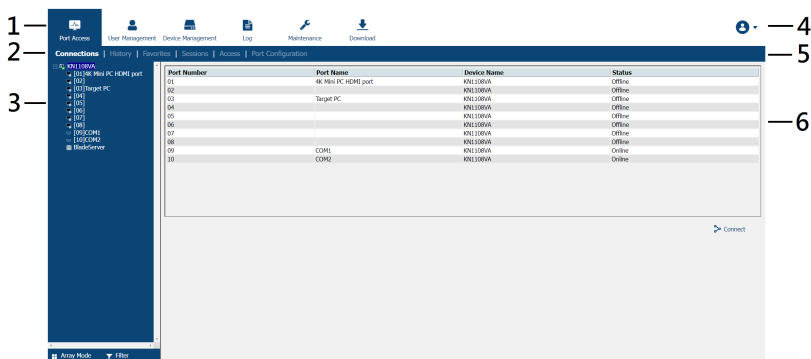 1
Port Access
User Management
Device Management
Log
Maintenance
Download
4
2
Connections | History | Favorites | Sessions | Access | Port Configuration
5
3
KN1108VA
[01]4K Mini PC HDMI port
[02]
[03]Target PC
[04]
[05]
[06]
[07]
[08]
[09]COM1
[10]COM2
BladeServer
Port Number Port Name Device Name Status
01 4K Mini PC HDMI port KN1108VA Offline
02 KN1108VA Offline
03 Target PC KN1108VA Offline
04 KN1108VA Offline
05 KN1108VA Offline
06 KN1108VA Offline
07 KN1108VA Offline
08 KN1108VA Offline
09 COM1 KN1108VA Online
10 COM2 KN1108VA Online
6
Connect
Array Mode Filter